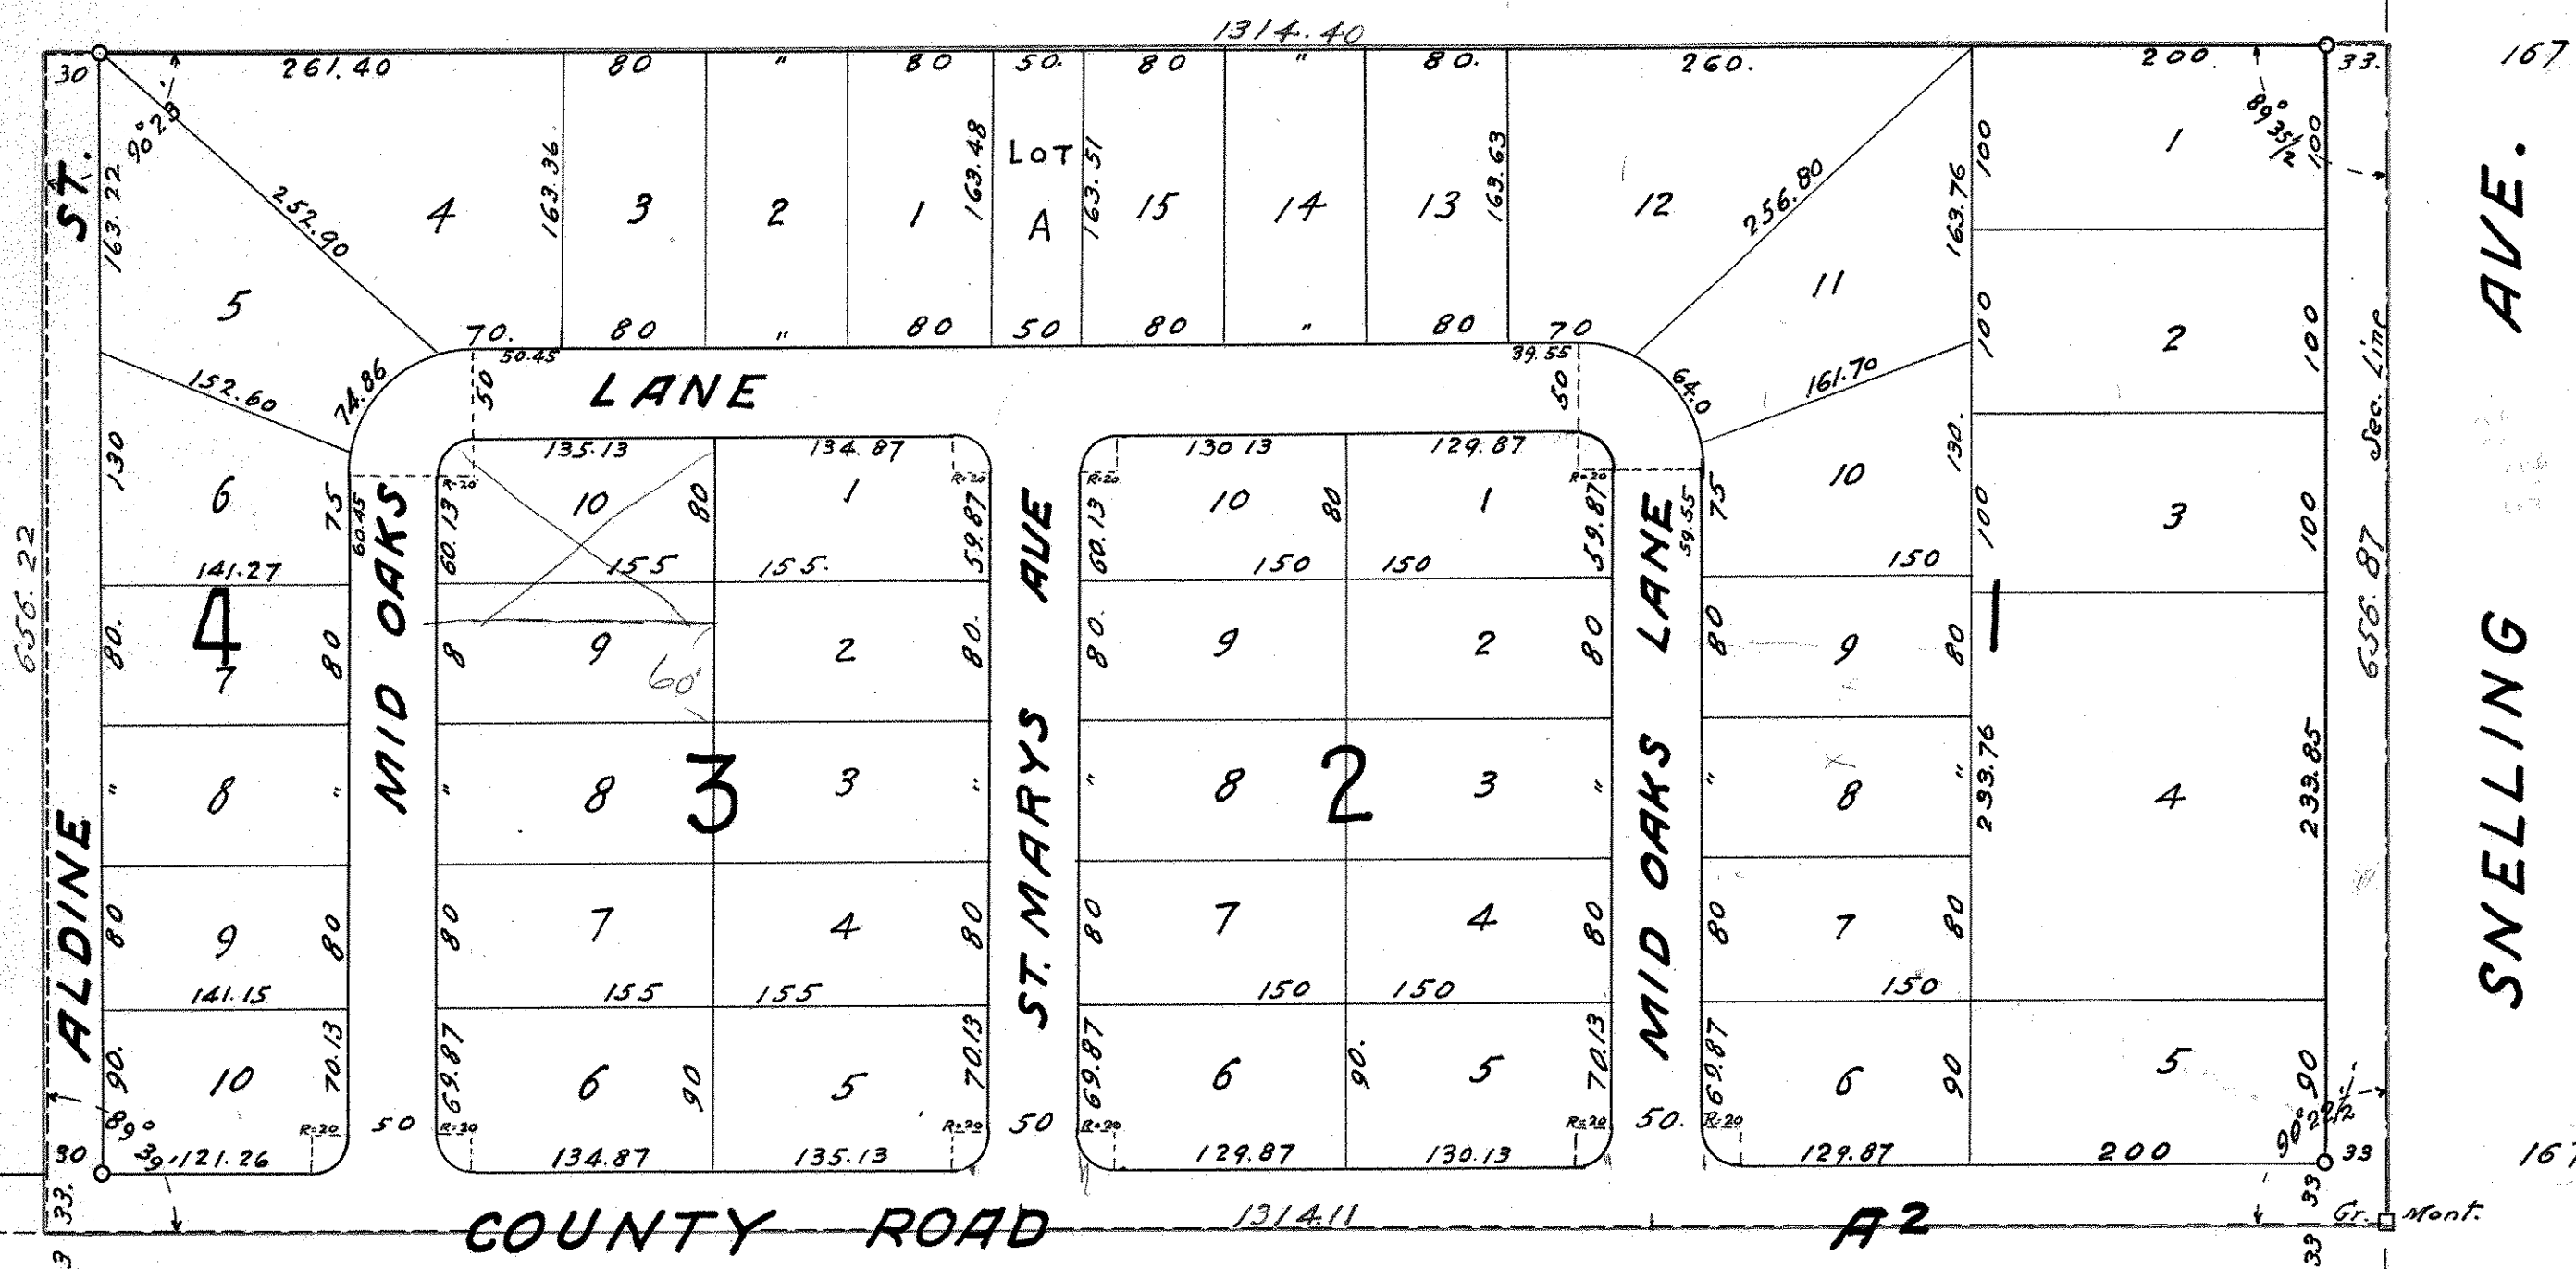 1314.40
30 261.40 80 " 80 50. 80 " 80. 260. 200. 33. 167
90° 23' 89° 35 1/2'
ST. 163.22 252.90 4 163.36 3 2 1 163.48 LOT A 163.51 15 14 13 163.63 12 256.80 163.76 100 1 100
5 11
70. 80 " 80 50 80 " 80 70 100 2 100
50.45 39.55
152.60 74.86 50 LANE 50 64.0 161.70 Sec. Line
130 135.13 134.87 130 13 129.87 130.
R=20 R=20 R=20 R=20
6 75 60.45 60.13 10 80 1 59.87 60.13 10 80 1 59.87 59.55 75 10 100 3 100
141.27 155 155. 150 150 150
656.22 656.87
MID OAKS ST. MARYS AVE MID OAKS LANE
4 1
80. 7 80 8 9 2 80. 80. 9 2 80 80 9 80
60'
" 8 " " 8 3 " " 8 3 " " 8 " 233.76 4 233.85
3 2
ALDINE SNELLING AVE.
80 9 80 80 7 4 80 80 7 4 80 80 7 80
141.15 155 155 150 150 150
90. 10 70.13 69.87 6 90 5 70.13 69.87 6 90. 5 70.13 69.87 6 90 5 90
89° 39' 90° 2
R=20 50 R=20 R=20 50 R=20 R=20 50. R=20
30 121.26 134.87 135.13 129.87 130.13 129.87 200 33 167
33. 33
COUNTY ROAD 1314.11 A2 Gr. Mont.
3 33